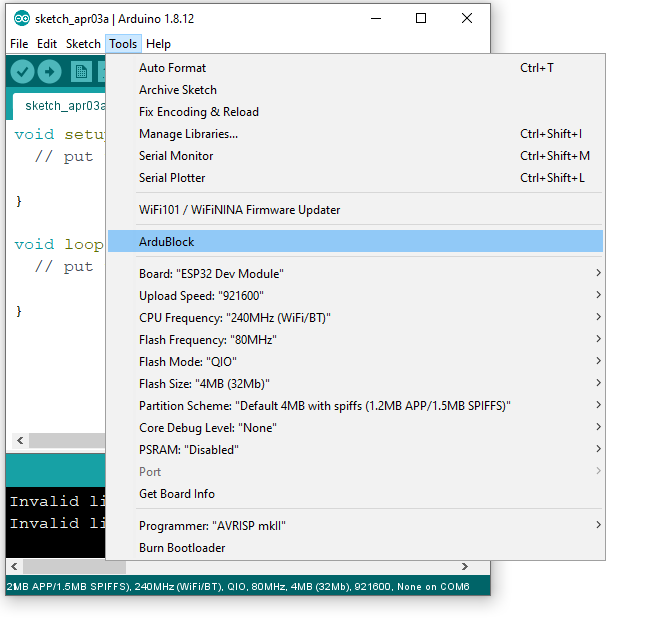 sketch_apr03a | Arduino 1.8.12
File Edit Sketch Tools Help
sketch_apr03a
void setup
// put
}
void loop
// put
}
Auto Format Ctrl+T
Archive Sketch
Fix Encoding & Reload
Manage Libraries... Ctrl+Shift+I
Serial Monitor Ctrl+Shift+M
Serial Plotter Ctrl+Shift+L
WiFi101 / WiFiNINA Firmware Updater
ArduBlock
Board: "ESP32 Dev Module"
Upload Speed: "921600"
CPU Frequency: "240MHz (WiFi/BT)"
Flash Frequency: "80MHz"
Flash Mode: "QIO"
Flash Size: "4MB (32Mb)"
Partition Scheme: "Default 4MB with spiffs (1.2MB APP/1.5MB SPIFFS)"
Core Debug Level: "None"
PSRAM: "Disabled"
Port
Get Board Info
Programmer: "AVRISP mkII"
Burn Bootloader
Invalid li
Invalid li
2MB APP/1.5MB SPIFFS), 240MHz (WiFi/BT), QIO, 80MHz, 4MB (32Mb), 921600, None on COM6